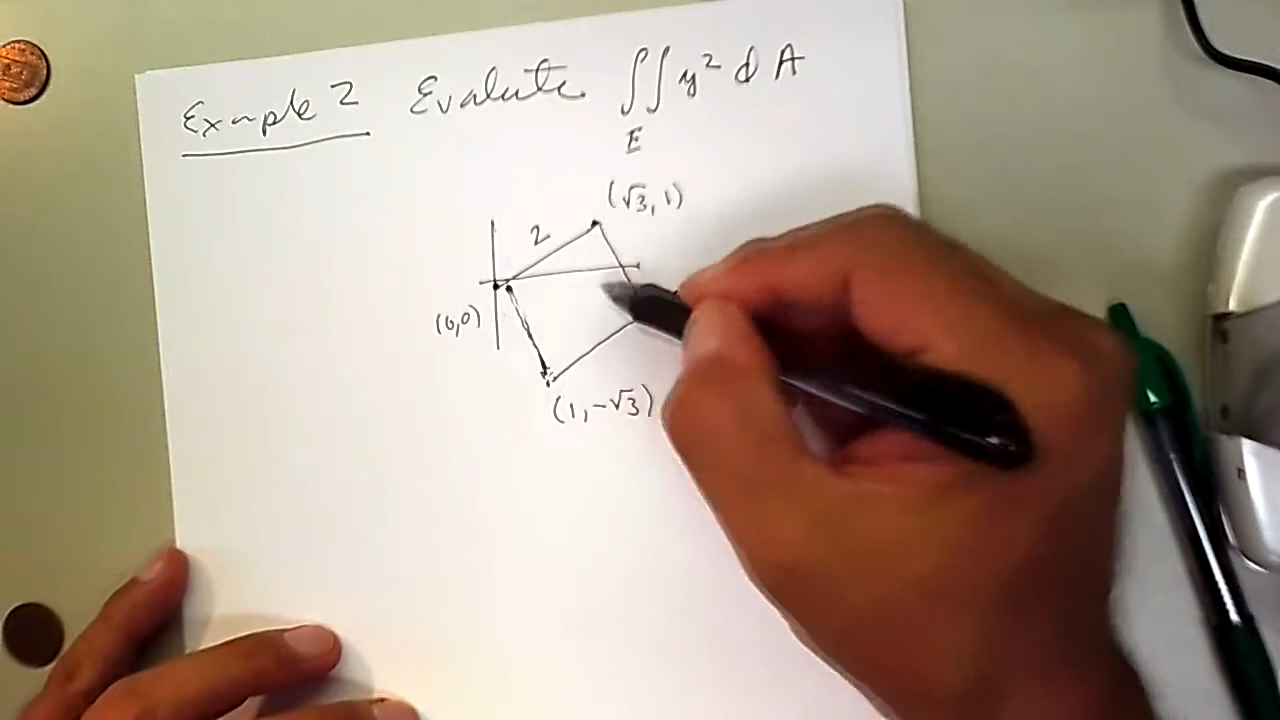 Example 2 Evaluate ∬ y² dA
E
(√3, 1)
2
(0,0)
(1, -√3)